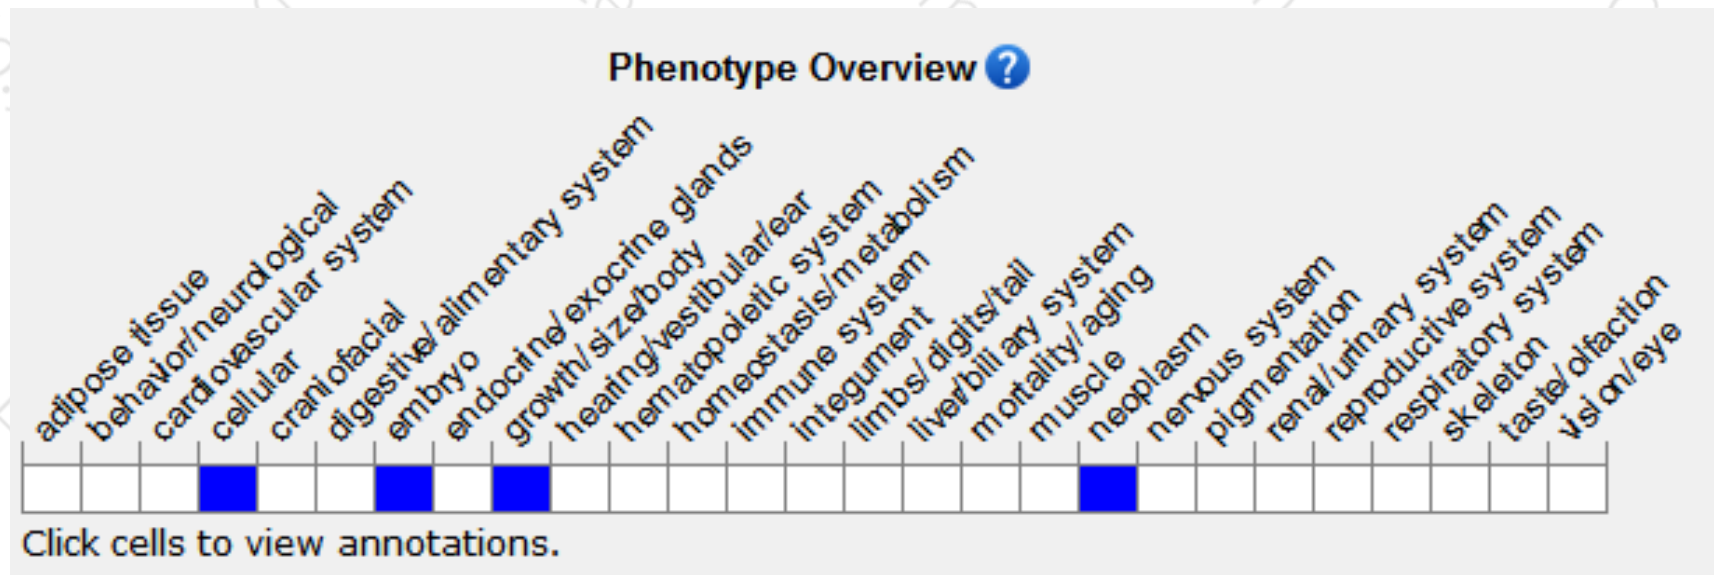 Phenotype Overview ?
adipose tissue
behavior/neurological
cardiovascular system
cellular
craniofacial
digestive/alimentary system
embryo
endocrine/exocrine glands
growth/size/body
hearing/vestibular/ear
hematopoietic system
homeostasis/metabolism
immune system
integument
limbs/digits/tail
liver/biliary system
mortality/aging
muscle
neoplasm
nervous system
pigmentation
renal/urinary system
reproductive system
respiratory system
skeleton
taste/olfaction
vision/eye
Click cells to view annotations.